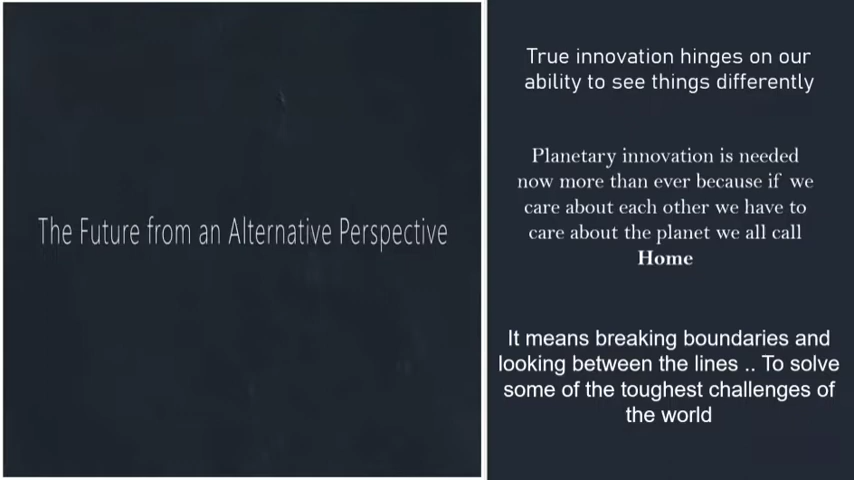 The Future from an Alternative Perspective
True innovation hinges on our
ability to see things differently
Planetary innovation is needed
now more than ever because if we
care about each other we have to
care about the planet we all call
Home
It means breaking boundaries and
looking between the lines .. To solve
some of the toughest challenges of
the world